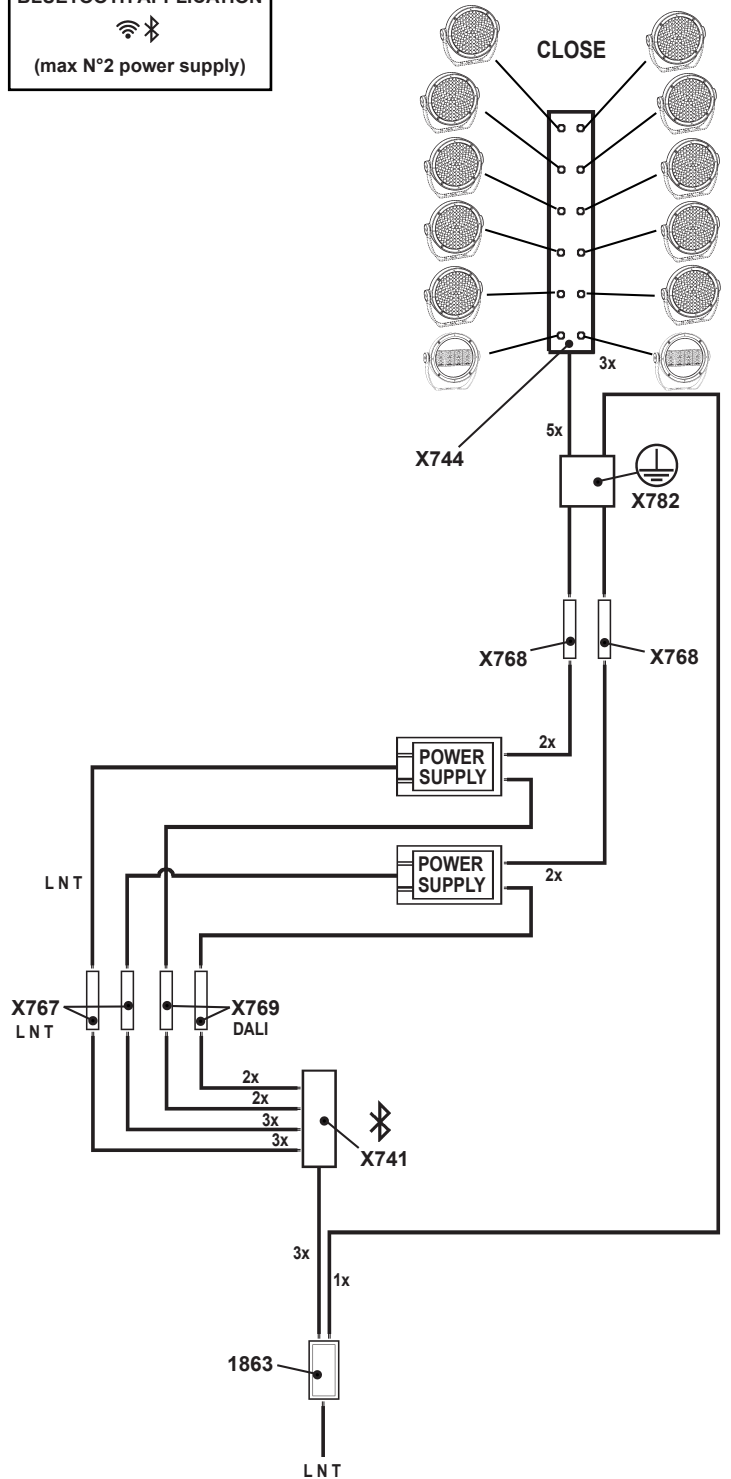 BLUETOOTH APPLICATION
(max N°2 power supply)
CLOSE
3x
X744
5x
X782
X768
X768
2x
POWER
SUPPLY
POWER
SUPPLY
2x
L N T
X767
L N T
X769
DALI
2x
2x
3x
3x
X741
3x
1x
1863
L N T